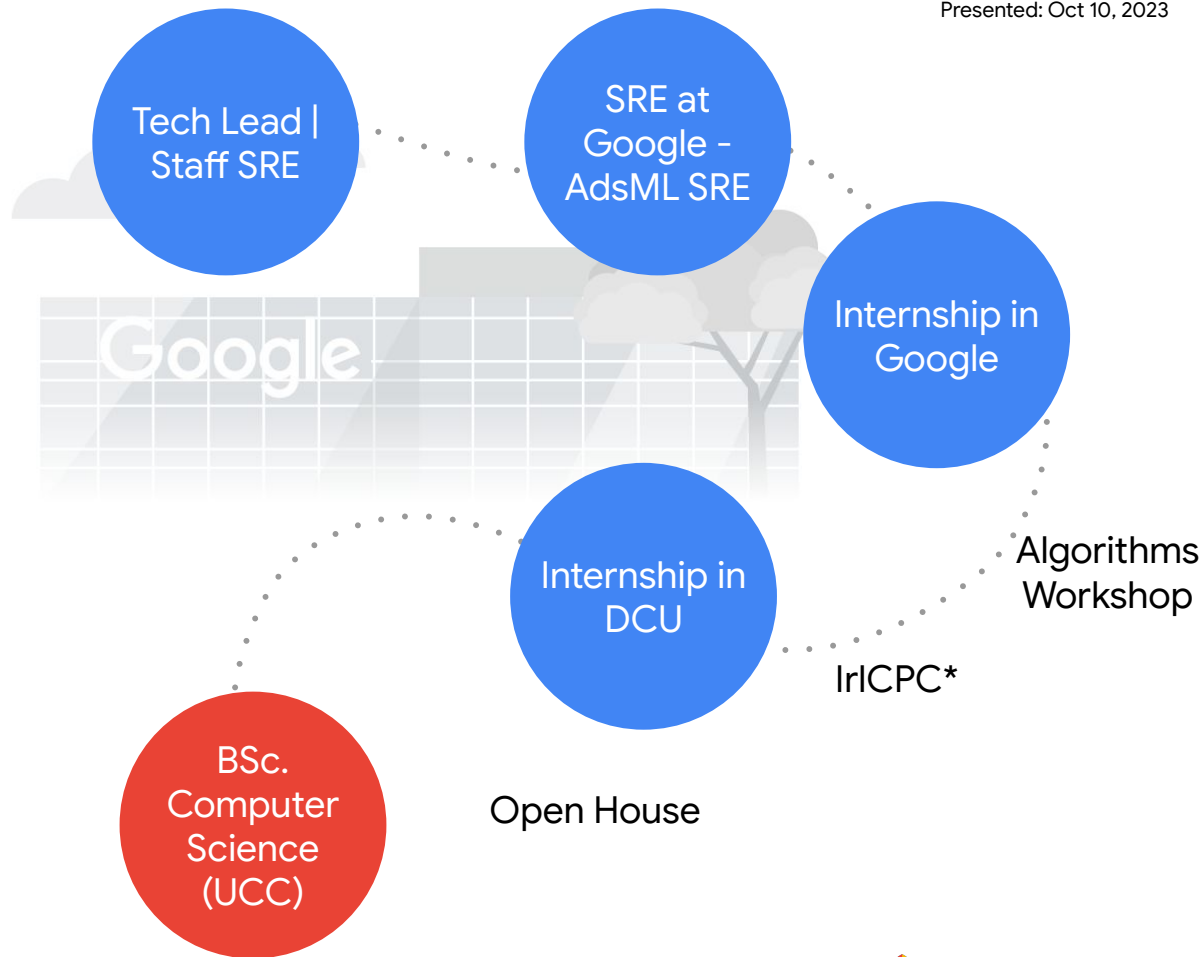 Presented: Oct 10, 2023
Tech Lead |
Staff SRE
SRE at
Google -
AdsML SRE
Internship in
Google
Google
Internship in
DCU
Algorithms
Workshop
IrlCPC*
BSc.
Computer
Science
(UCC)
Open House